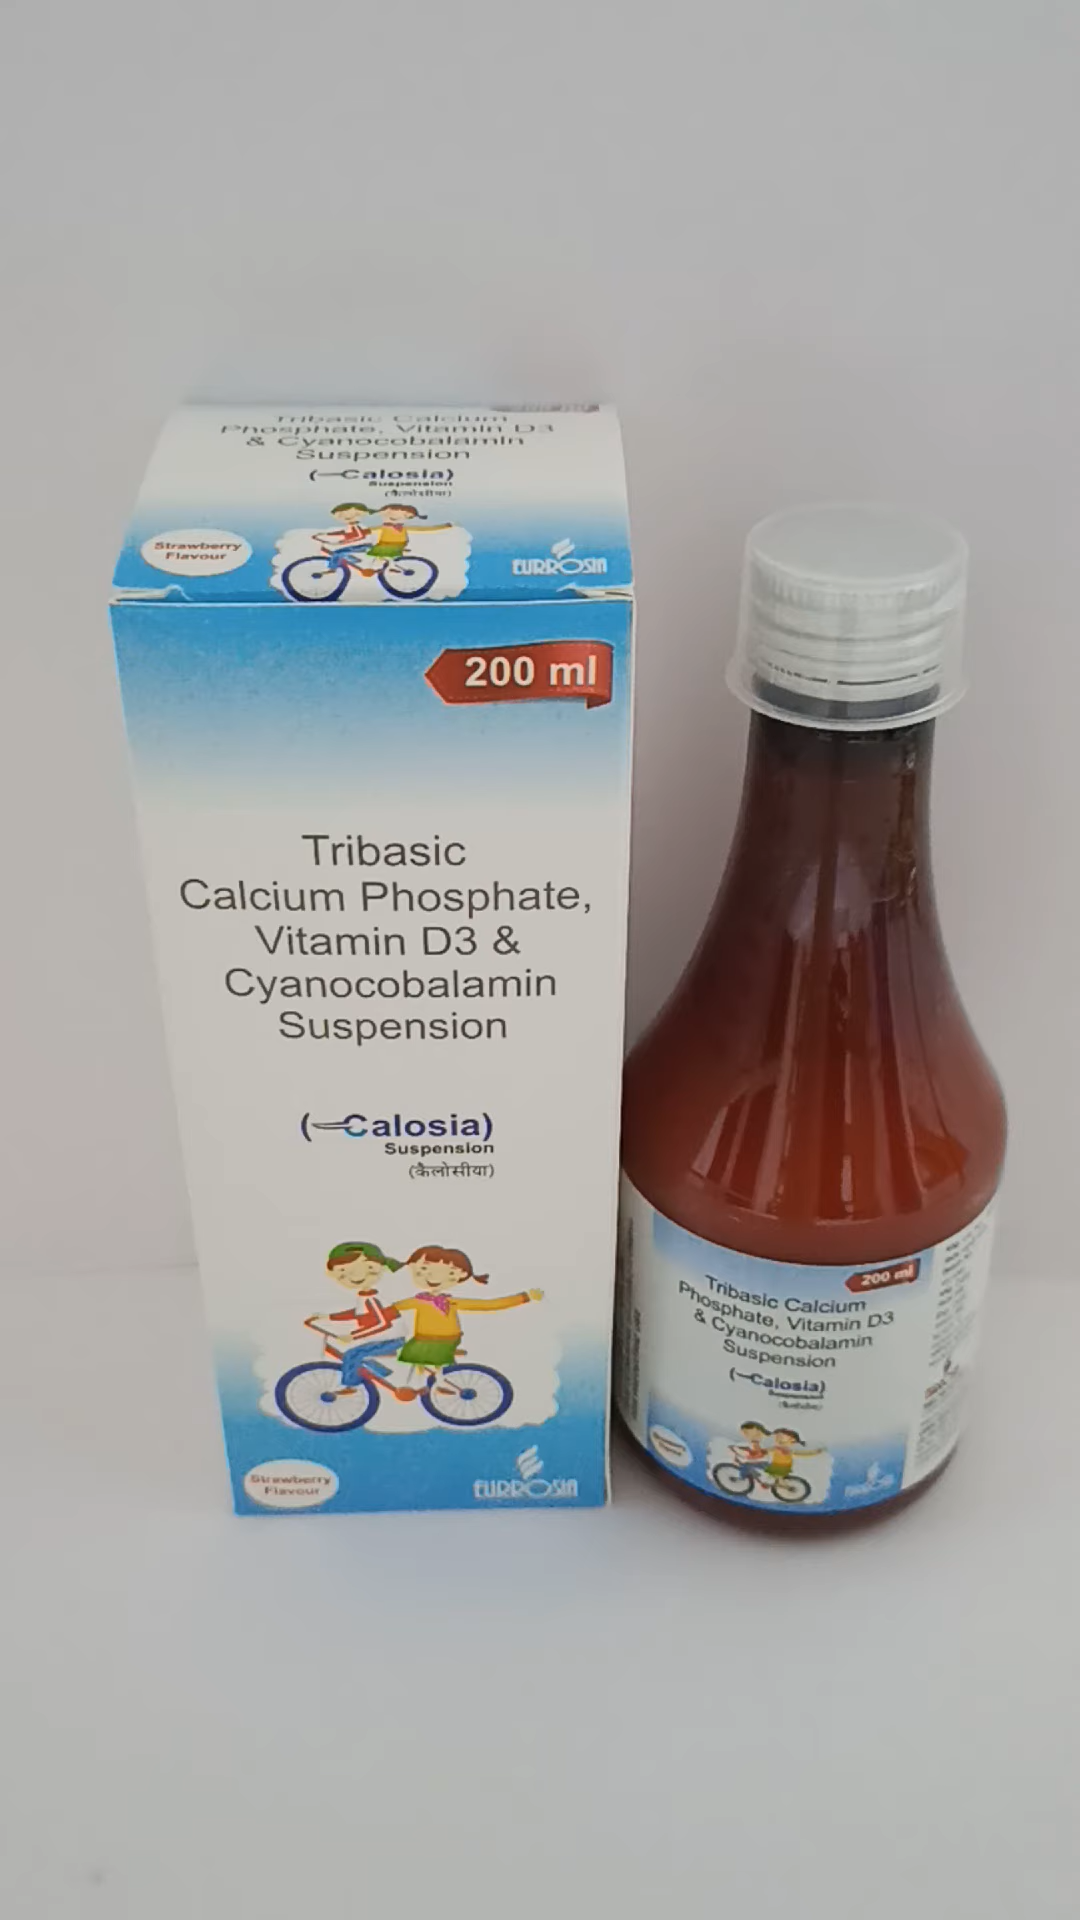 Tribasic Calcium
Phosphate, Vitamin D3
& Cyanocobalamin
Suspension
(Calosia)
Suspension
(कैलोसीया)
Strawberry
Flavour
EURROSIA
200 ml
Tribasic
Calcium Phosphate,
Vitamin D3 &
Cyanocobalamin
Suspension
(Calosia)
Suspension
(कैलोसीया)
Strawberry
Flavour
EURROSIA
200 ml
Tribasic Calcium
Phosphate, Vitamin D3
& Cyanocobalamin
Suspension
(Calosia)
Suspension